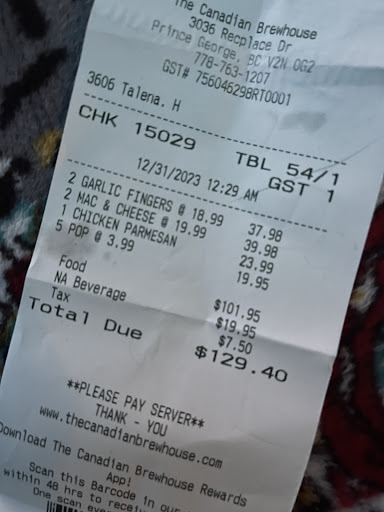 The Canadian Brewhouse
3036 Recplace Dr
Prince George, BC V2N 0G2
778-763-1207
GST# 756046298RT0001
3606 Talena. H
CHK 15029 TBL 54/1
12/31/2023 12:29 AM GST 1
2 GARLIC FINGERS @ 18.99 37.98
2 MAC & CHEESE @ 19.99 39.98
1 CHICKEN PARMESAN 23.99
5 POP @ 3.99 19.95
Food $101.95
NA Beverage $19.95
Tax $7.50
Total Due $129.40
**PLEASE PAY SERVER**
THANK - YOU
www.thecanadianbrewhouse.com
Download The Canadian Brewhouse Rewards
App!
Scan this Barcode in our
within 48 hrs to
One scan